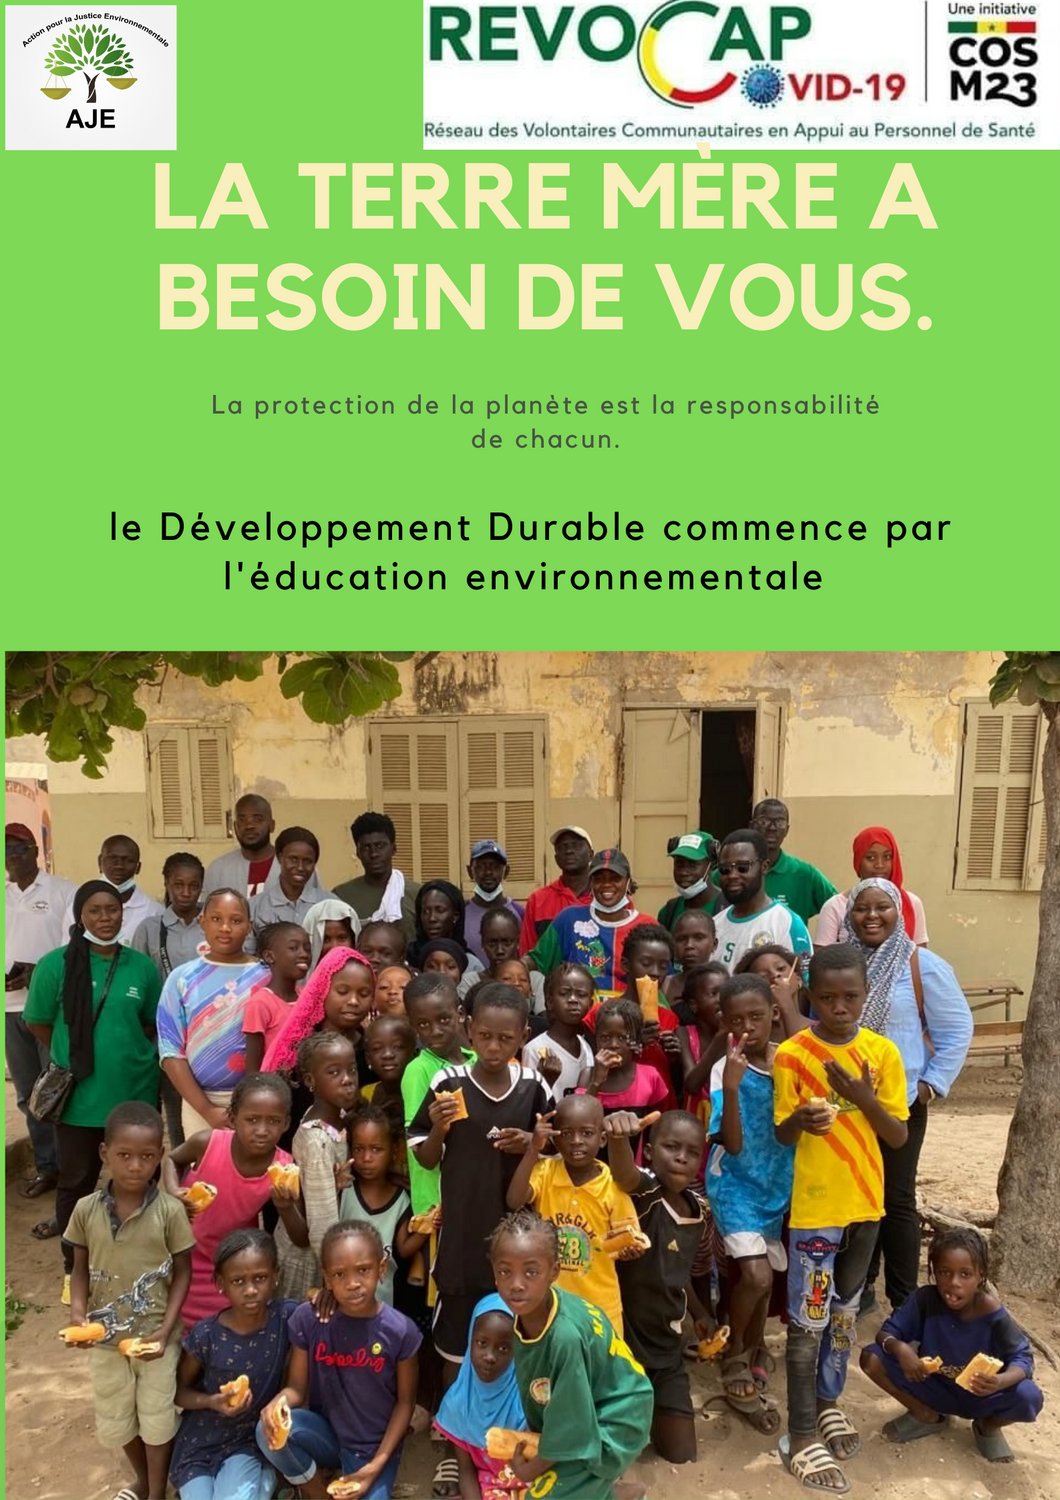 Action pour la Justice Environnementale
AJE
REVOCAP
OVID-19
Réseau des Volontaires Communautaires en Appui au Personnel de Santé
Une initiative
COS
M23
LA TERRE MÈRE A
BESOIN DE VOUS.
La protection de la planète est la responsabilité
de chacun.
le Développement Durable commence par
l'éducation environnementale